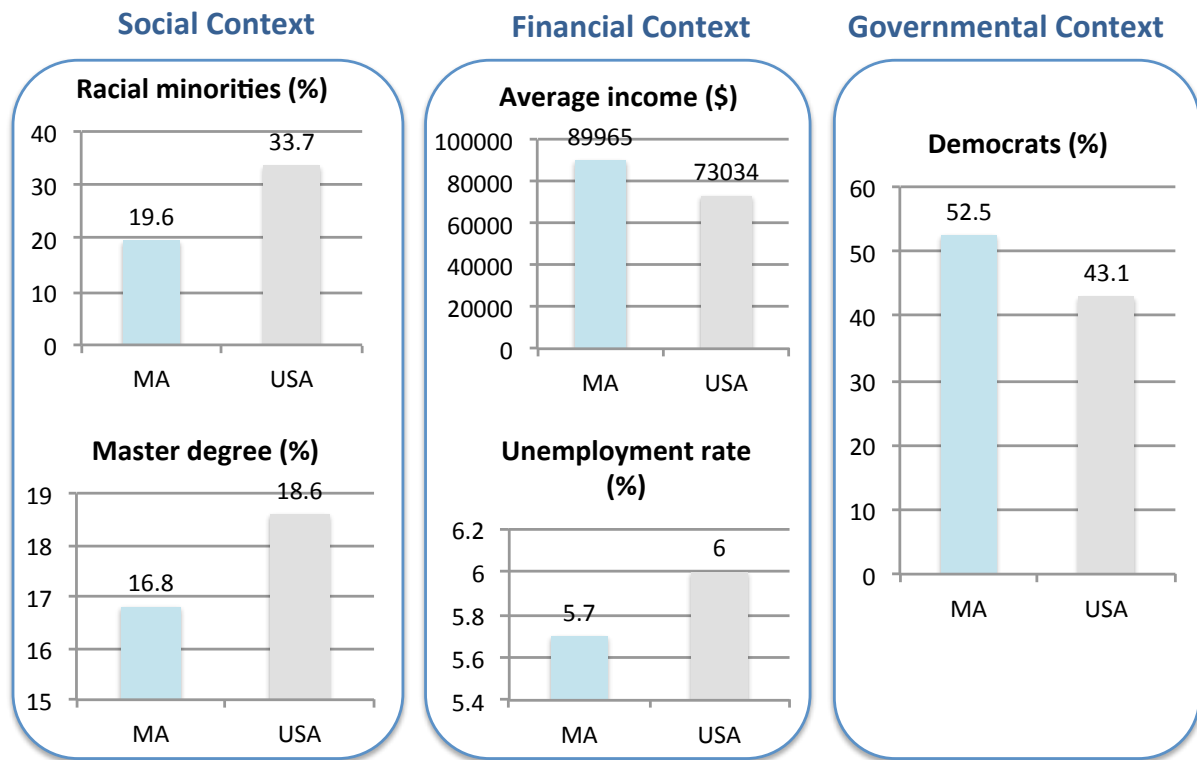 Social Context
Financial Context
Governmental Context
Racial minorities (%)
40
30
20
10
0
19.6
33.7
MA
USA
Master degree (%)
19
18
17
16
15
16.8
18.6
MA
USA
Average income ($)
100000
80000
60000
40000
20000
0
89965
73034
MA
USA
Unemployment rate
(%)
6.2
6
5.8
5.6
5.4
5.7
6
MA
USA
Democrats (%)
60
50
40
30
20
10
0
52.5
43.1
MA
USA